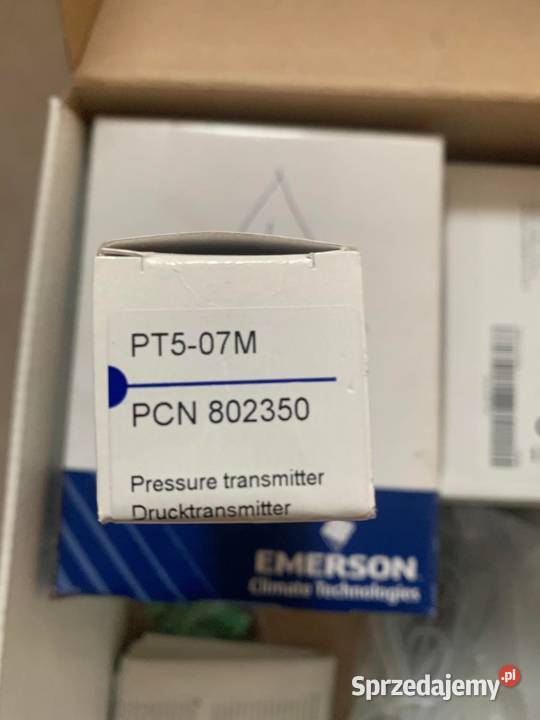 PT5-07M
PCN 802350
Pressure transmitter
Drucktransmitter
EMERSON
Climate Technologies
Sprzedajemy.pl